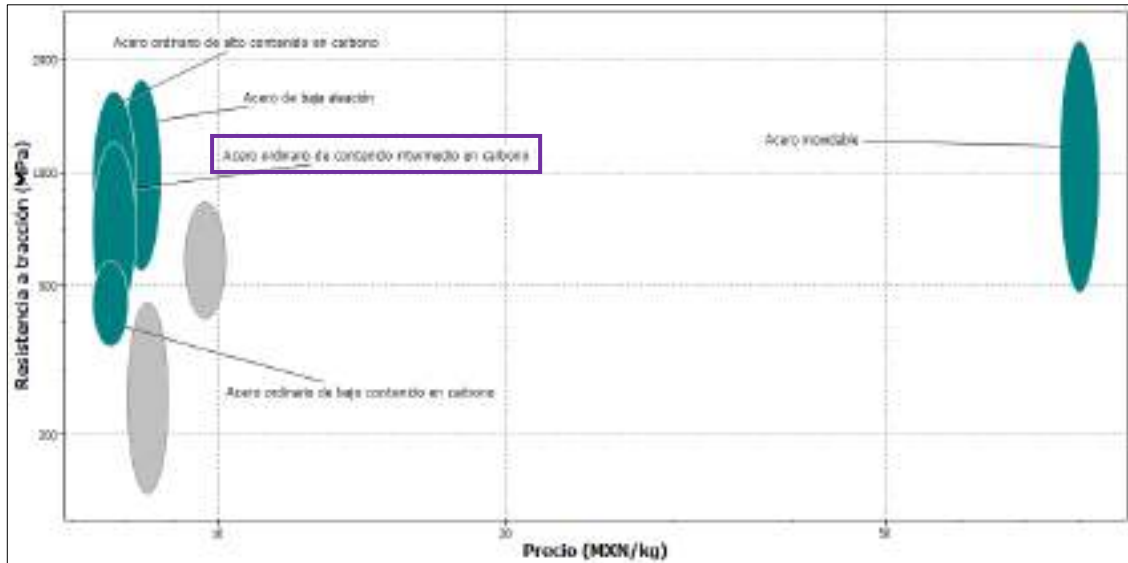 Acero ordinario de alto contenido en carbono
Acero de baja aleación
Acero ordinario de contenido intermedio en carbono
Acero inoxidable
Acero ordinario de bajo contenido en carbono
Resistencia a tracción (MPa)
2000
1000
500
200
10
20
50
Precio (MXN/kg)